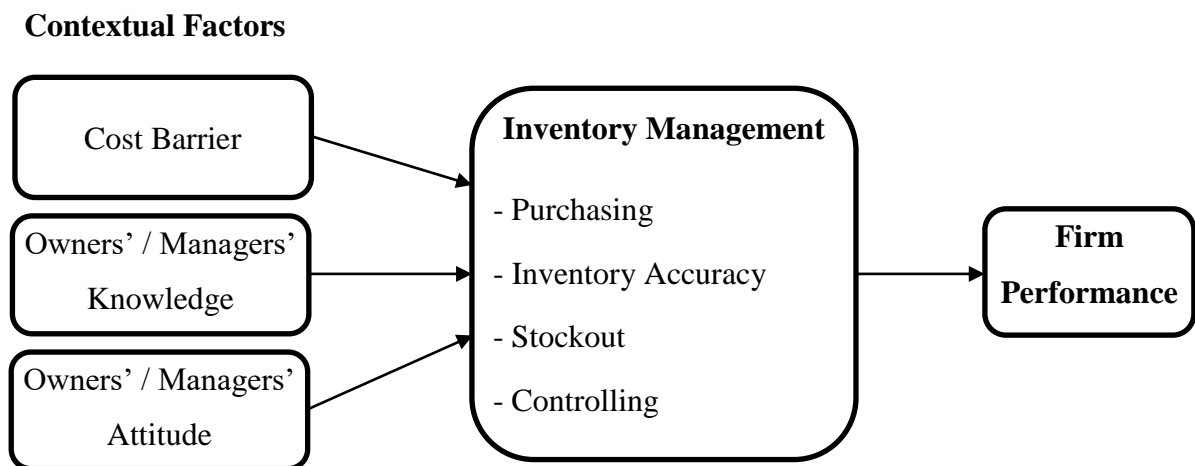 Contextual Factors
Cost Barrier
Owners’ / Managers’
Knowledge
Owners’ / Managers’
Attitude
Inventory Management
- Purchasing
- Inventory Accuracy
- Stockout
- Controlling
Firm
Performance